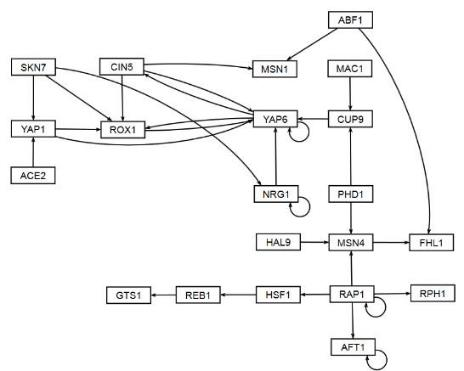 ABF1
SKN7
CIN5
MSN1
MAC1
YAP1
ROX1
YAP6
CUP9
ACE2
NRG1
PHD1
HAL9
MSN4
FHL1
GTS1
REB1
HSF1
RAP1
RPH1
AFT1